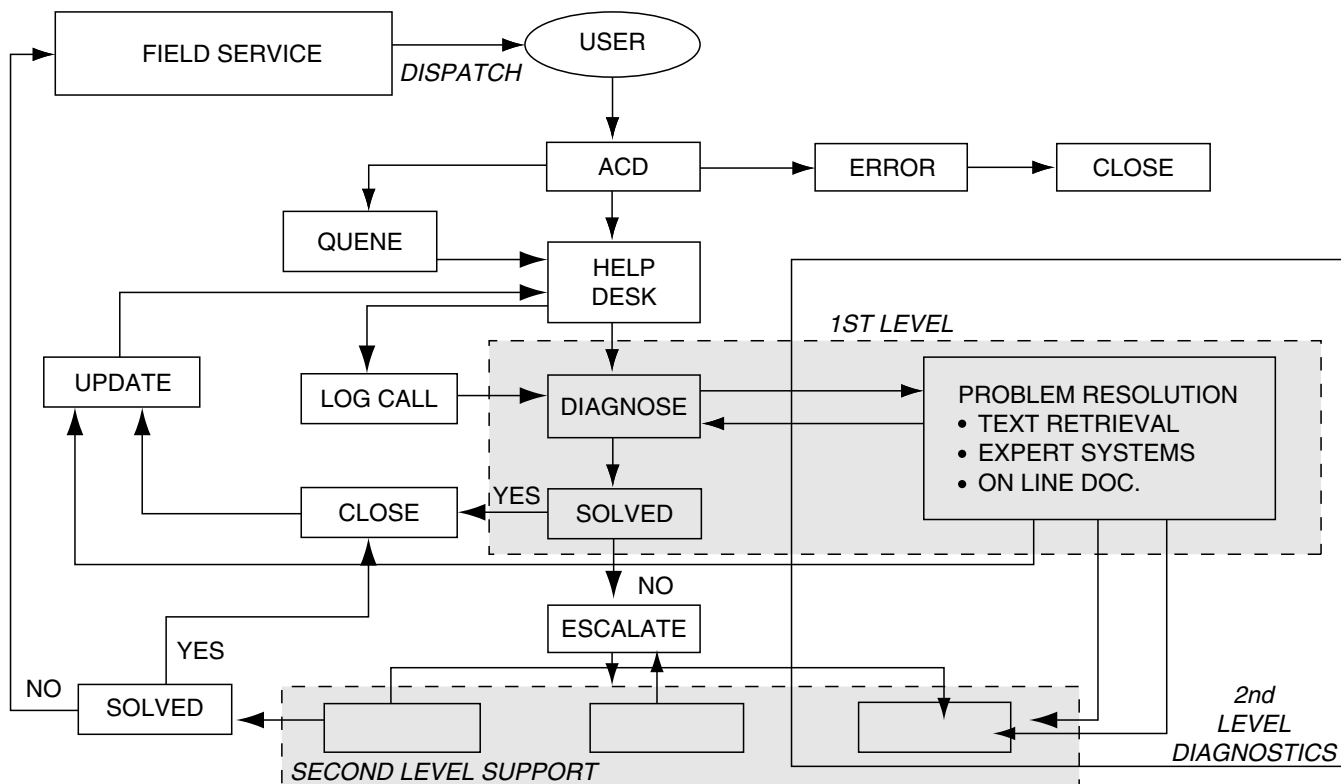 FIELD SERVICE
DISPATCH
USER
ACD
ERROR
CLOSE
QUENE
HELP
DESK
1ST LEVEL
UPDATE
LOG CALL
DIAGNOSE
PROBLEM RESOLUTION
• TEXT RETRIEVAL
• EXPERT SYSTEMS
• ON LINE DOC.
CLOSE
YES
SOLVED
NO
ESCALATE
YES
NO
SOLVED
2nd
LEVEL
DIAGNOSTICS
SECOND LEVEL SUPPORT